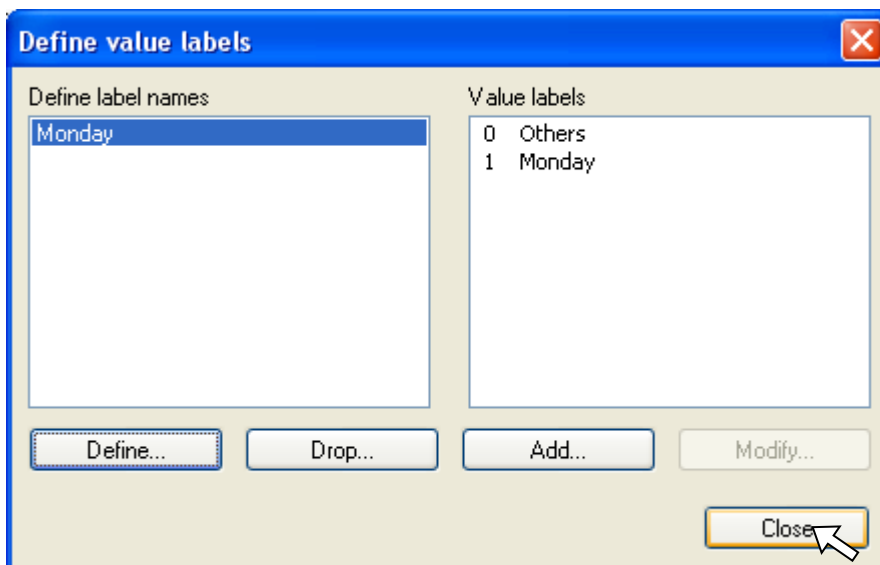 Define value labels
Define label names
Value labels
Monday
0 Others
1 Monday
Define...
Drop...
Add...
Modify...
Close